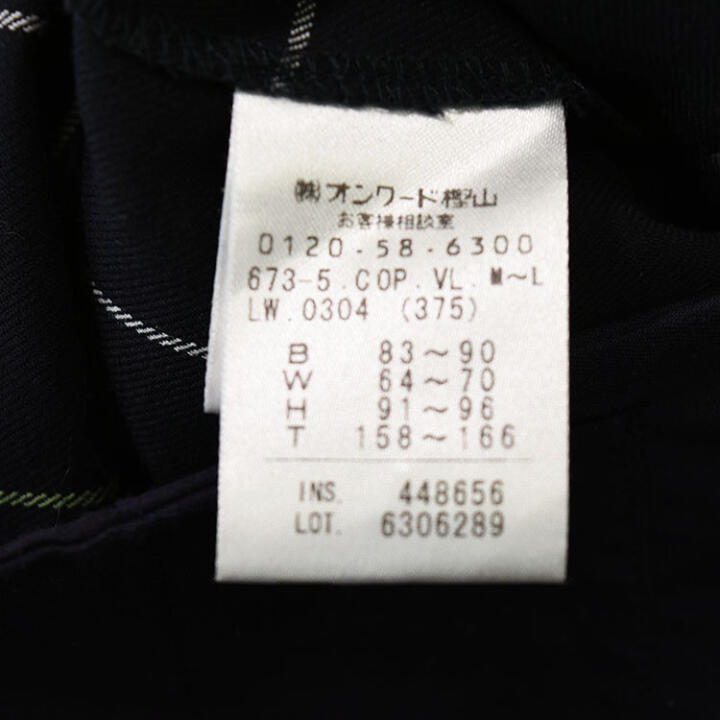 ㈱オンワード樫山
お客様相談室
0120-58-6300
673-5.COP.VL. M～L
LW.0304 (375)
B 83～90
W 64～70
H 91～96
T 158～166
INS. 448656
LOT. 6306289